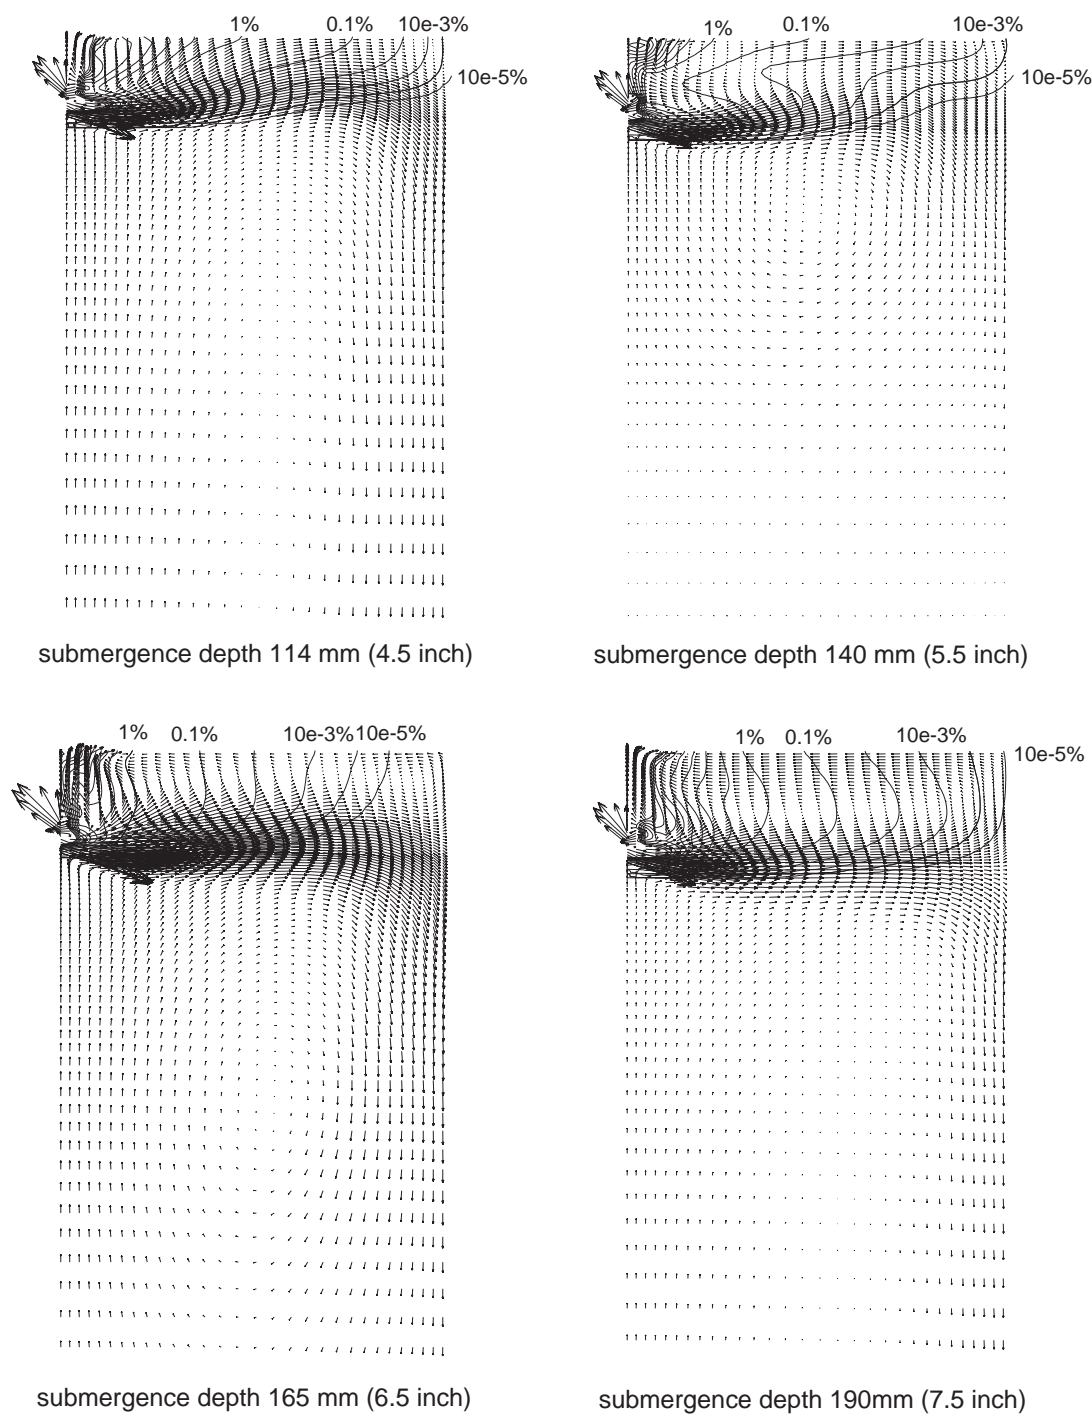 1% 0.1% 10e-3%
10e-5%
submergence depth 114 mm (4.5 inch)
1% 0.1% 10e-3%
10e-5%
submergence depth 140 mm (5.5 inch)
1% 0.1% 10e-3% 10e-5%
submergence depth 165 mm (6.5 inch)
1% 0.1% 10e-3%
10e-5%
submergence depth 190mm (7.5 inch)